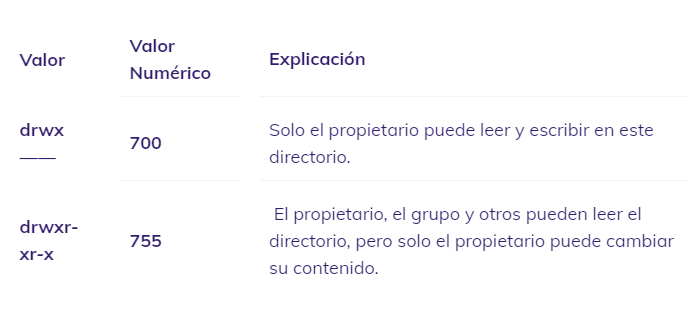 Valor
Valor
Numérico
Explicación
drwx
——
700
Solo el propietario puede leer y escribir en este
directorio.
drwxr-
xr-x
755
El propietario, el grupo y otros pueden leer el
directorio, pero solo el propietario puede cambiar
su contenido.